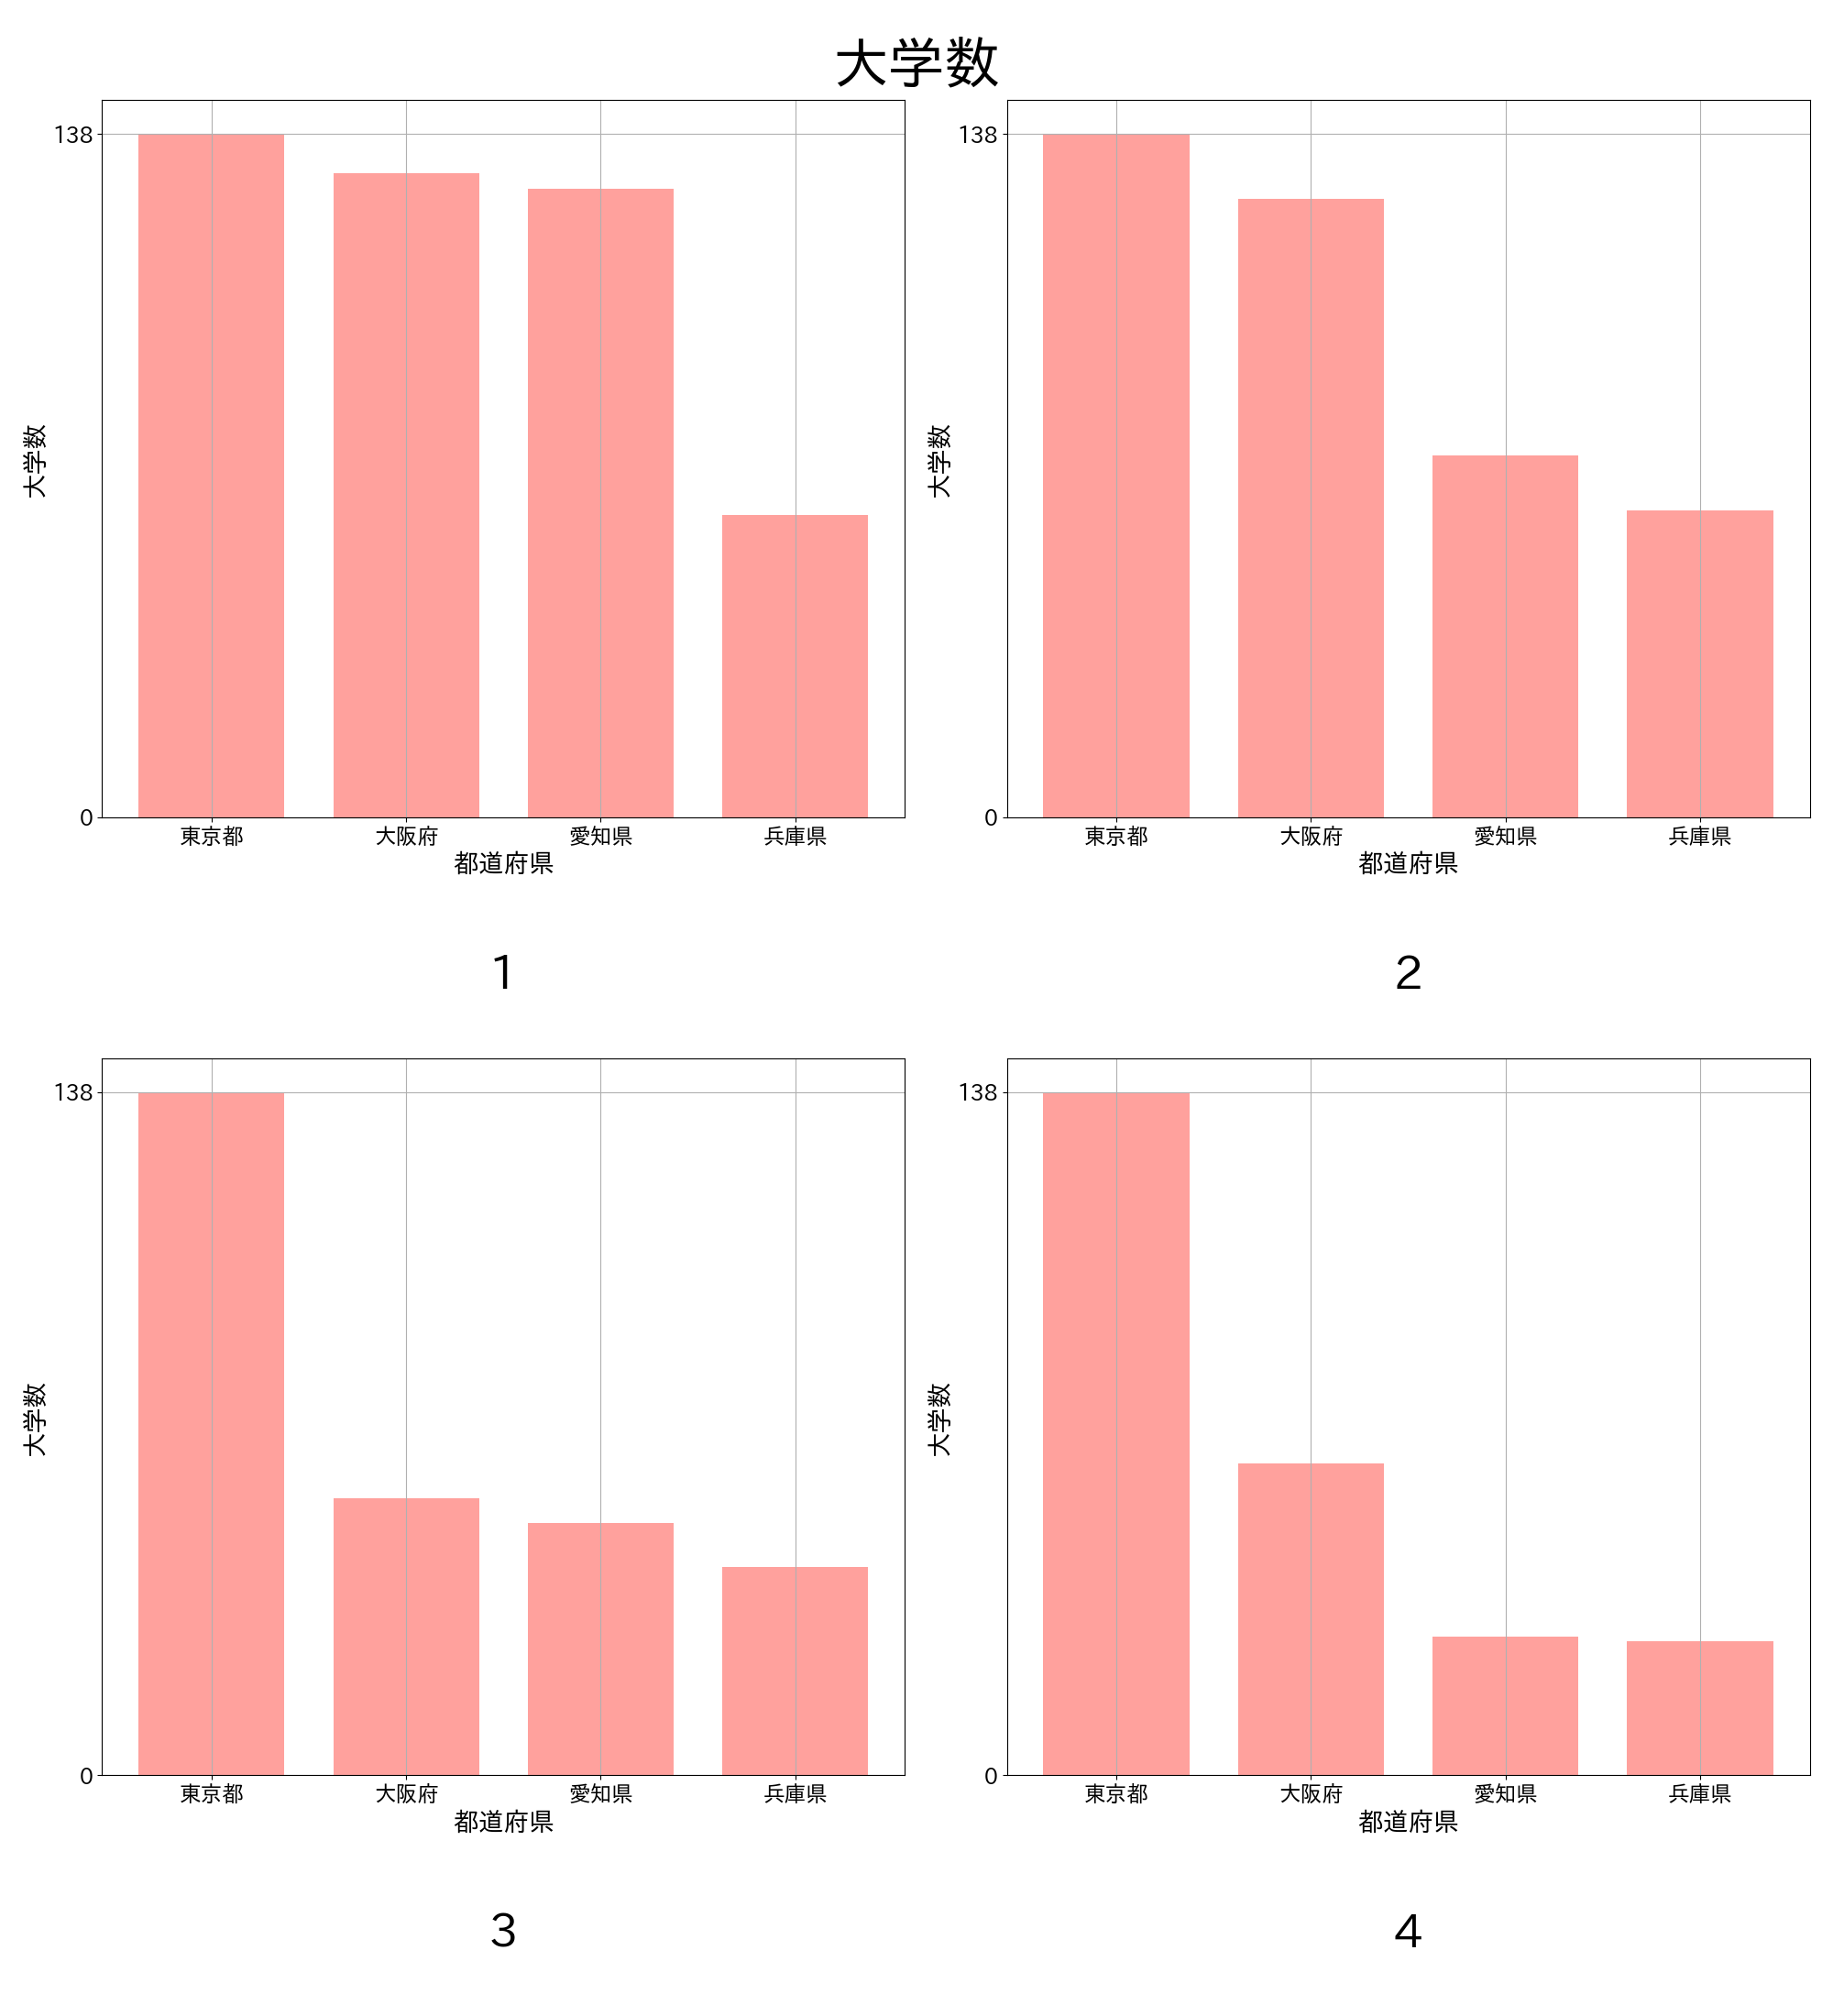 大学数
138
0
大学数
東京都 大阪府 愛知県 兵庫県
都道府県
1
138
0
大学数
東京都 大阪府 愛知県 兵庫県
都道府県
2
138
0
大学数
東京都 大阪府 愛知県 兵庫県
都道府県
3
138
0
大学数
東京都 大阪府 愛知県 兵庫県
都道府県
4